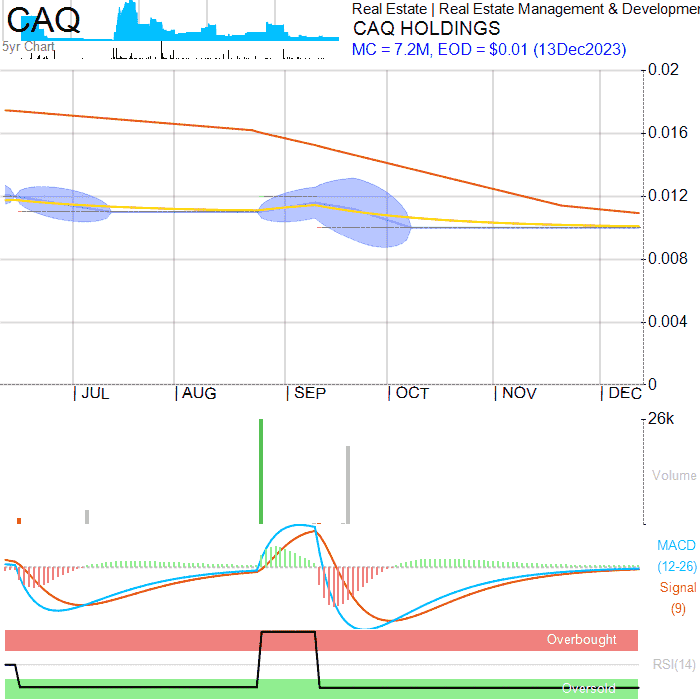 CAQ
5yr Chart
Real Estate | Real Estate Management & Developmen
CAQ HOLDINGS
MC = 7.2M, EOD = $0.01 (13Dec2023)
0.02
0.016
0.012
0.008
0.004
0
JUL
AUG
SEP
OCT
NOV
DEC
26k
Volume
MACD
(12-26)
Signal
(9)
Overbought
RSI(14)
Oversold